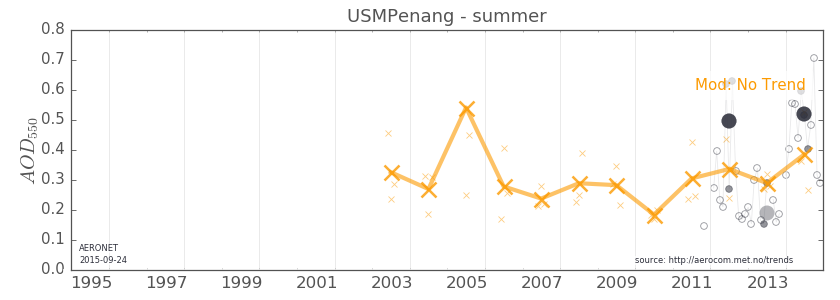 USMPenang - summer
0.8
0.7
0.6
0.5
0.4
0.3
0.2
0.1
0.0
AOD550
Mod: No Trend
AERONET
2015-09-24
source: http://aerocom.met.no/trends
1995 1997 1999 2001 2003 2005 2007 2009 2011 2013